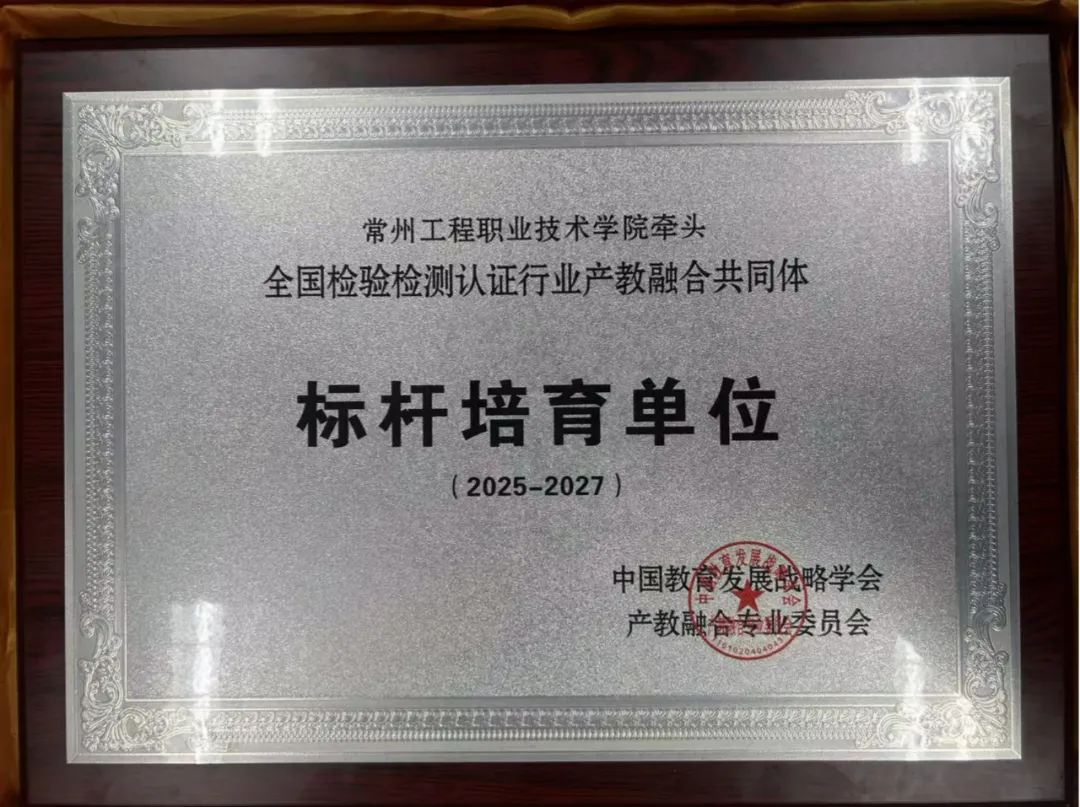 常州工程职业技术学院牵头
全国检验检测认证行业产教融合共同体
标杆培育单位
（2025-2027）
中国教育发展战略学会
产教融合专业委员会